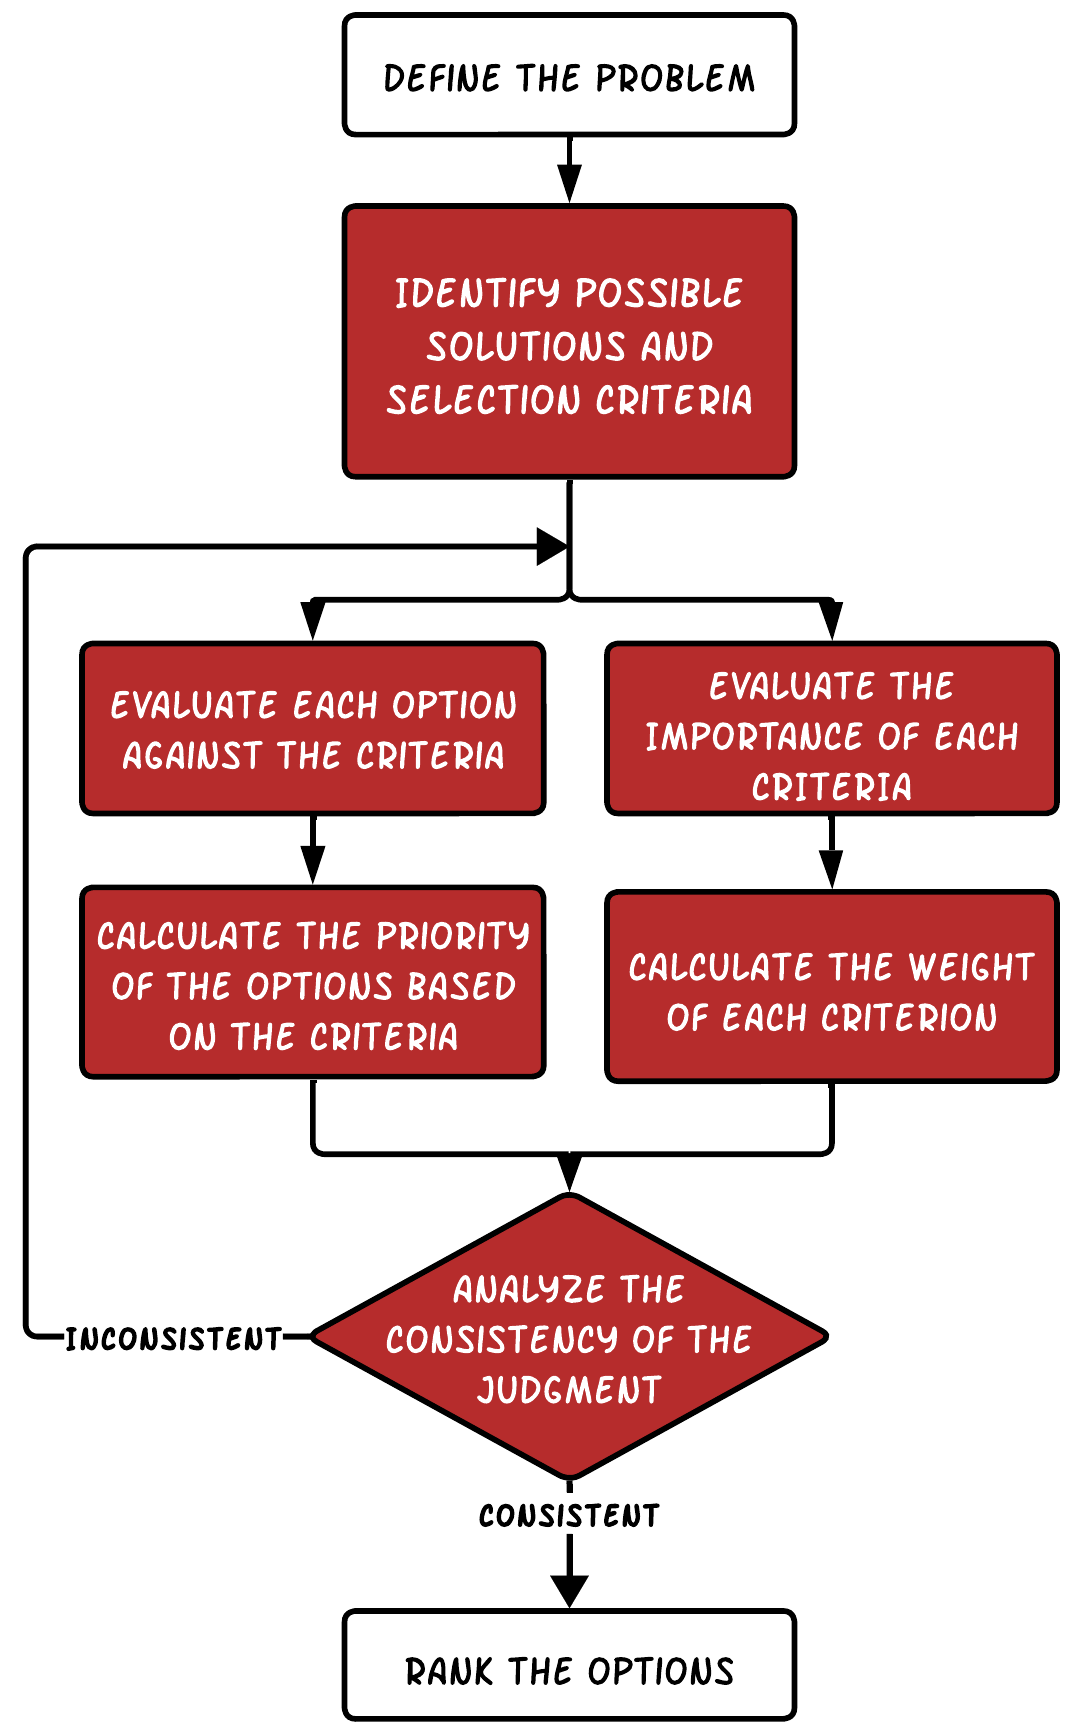 DEFINE THE PROBLEM
IDENTIFY POSSIBLE
SOLUTIONS AND
SELECTION CRITERIA
EVALUATE EACH OPTION
AGAINST THE CRITERIA
EVALUATE THE
IMPORTANCE OF EACH
CRITERIA
CALCULATE THE PRIORITY
OF THE OPTIONS BASED
ON THE CRITERIA
CALCULATE THE WEIGHT
OF EACH CRITERION
ANALYZE THE
CONSISTENCY OF THE
JUDGMENT
INCONSISTENT
CONSISTENT
RANK THE OPTIONS